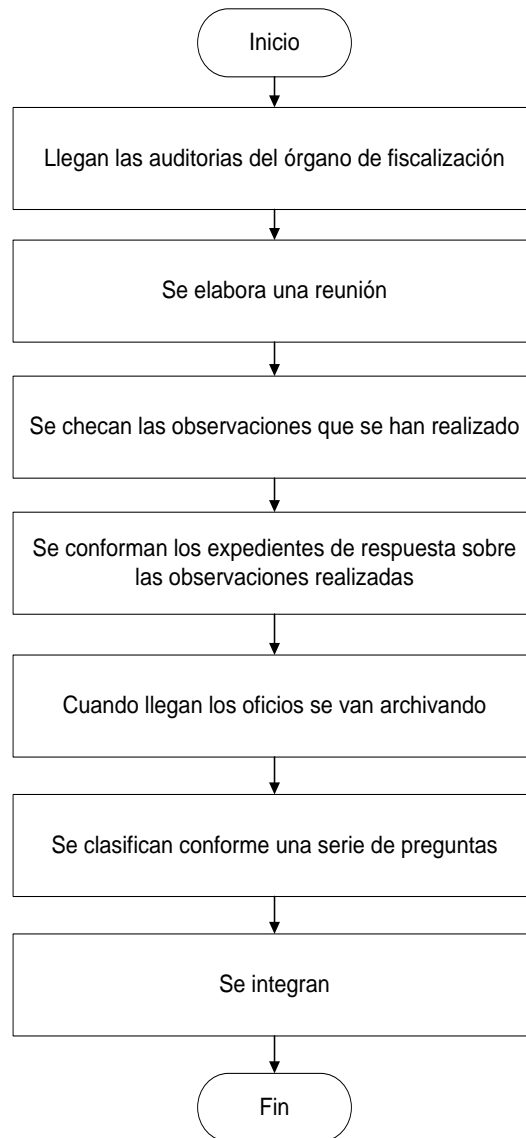 Inicio
Llegan las auditorias del órgano de fiscalización
Se elabora una reunión
Se checan las observaciones que se han realizado
Se conforman los expedientes de respuesta sobre
las observaciones realizadas
Cuando llegan los oficios se van archivando
Se clasifican conforme una serie de preguntas
Se integran
Fin